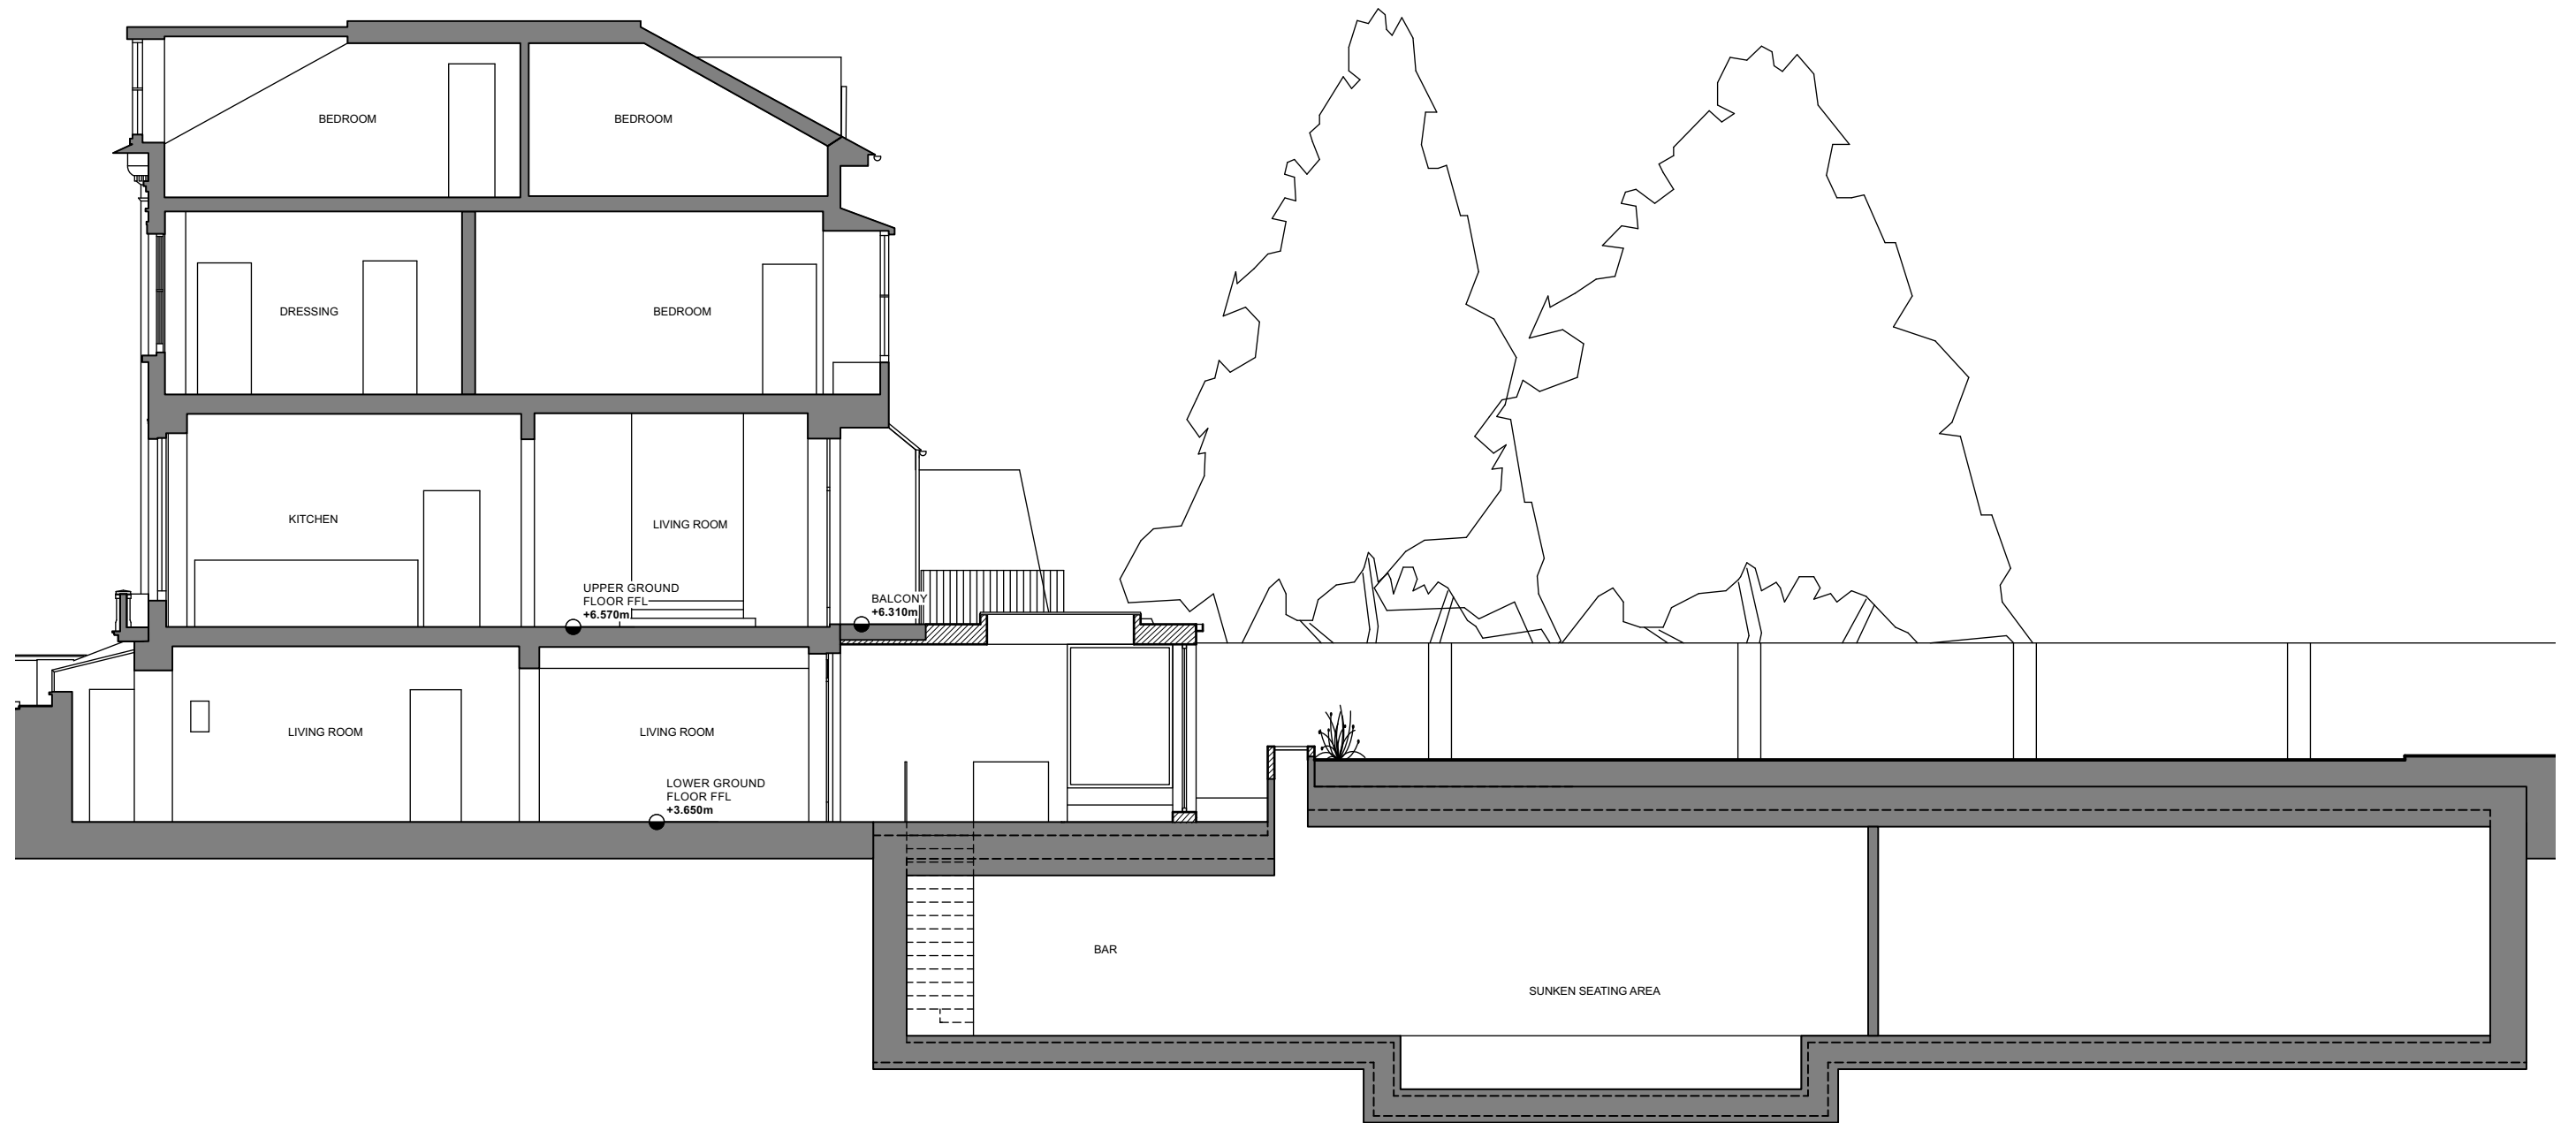 BEDROOM
BEDROOM
DRESSING
BEDROOM
KITCHEN
LIVING ROOM
UPPER GROUND
FLOOR FFL
+6.570m
BALCONY
+6.310m
LIVING ROOM
LIVING ROOM
LOWER GROUND
FLOOR FFL
+3.650m
BAR
SUNKEN SEATING AREA